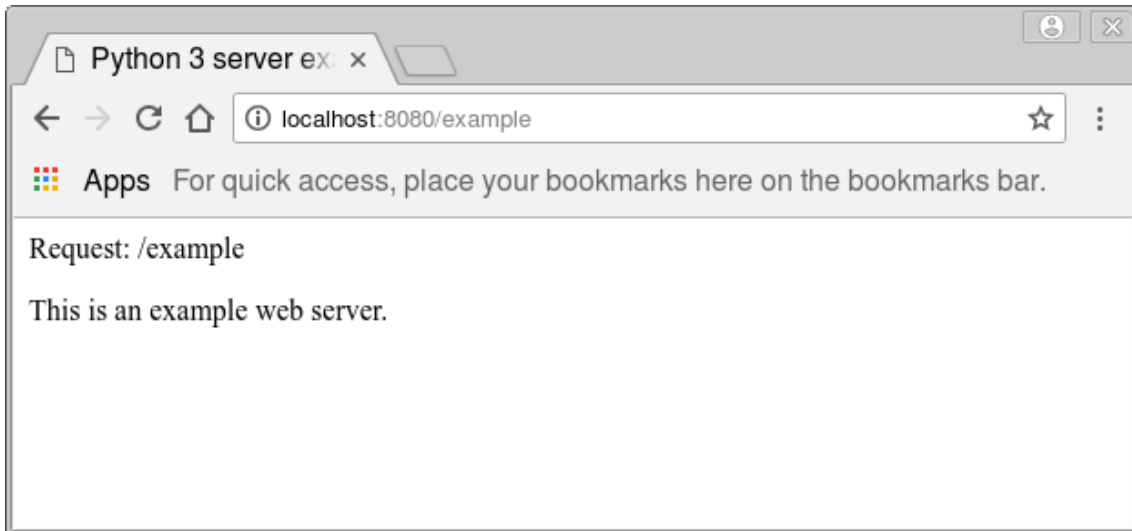 Python 3 server ex
localhost:8080/example
Apps For quick access, place your bookmarks here on the bookmarks bar.
Request: /example
This is an example web server.